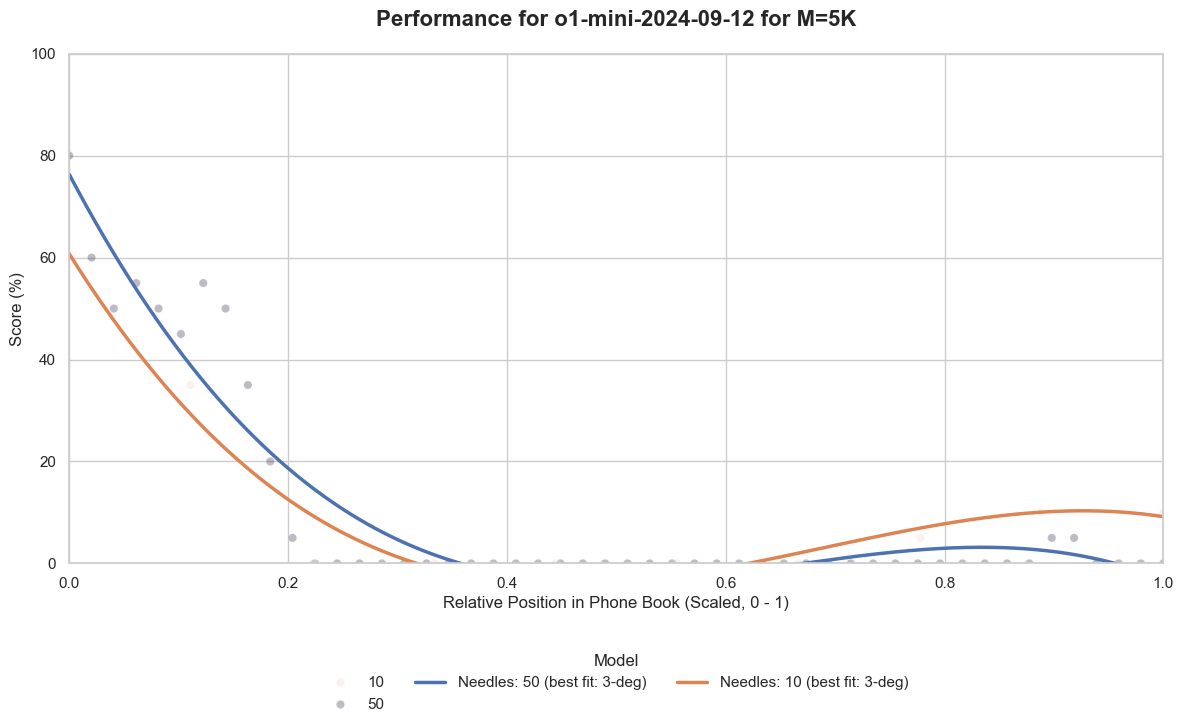 Performance for o1-mini-2024-09-12 for M=5K
100
80
60
40
20
0
Score (%)
0.0 0.2 0.4 0.6 0.8 1.0
Relative Position in Phone Book (Scaled, 0 - 1)
Model
10 Needles: 50 (best fit: 3-deg) Needles: 10 (best fit: 3-deg)
50